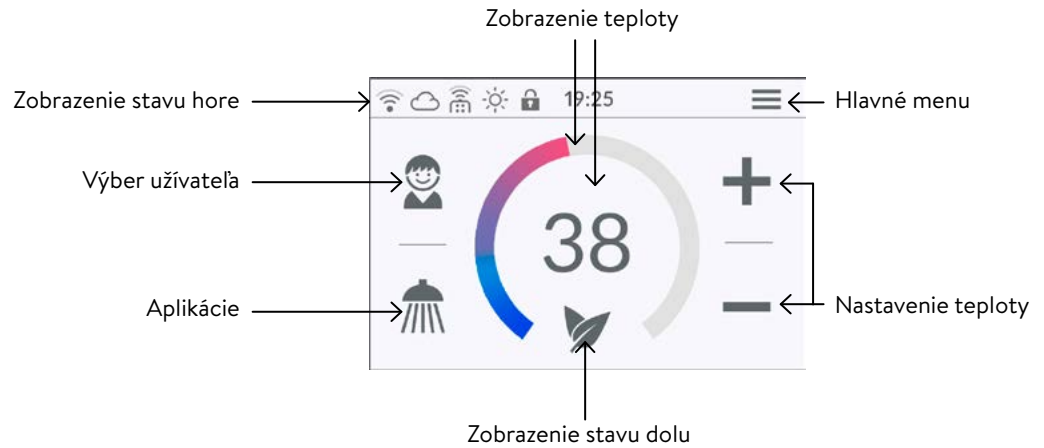 Zobrazenie teploty
Zobrazenie stavu hore
19:25
Hlavné menu
Výber užívateľa
38
Aplikácie
Nastavenie teploty
Zobrazenie stavu dolu